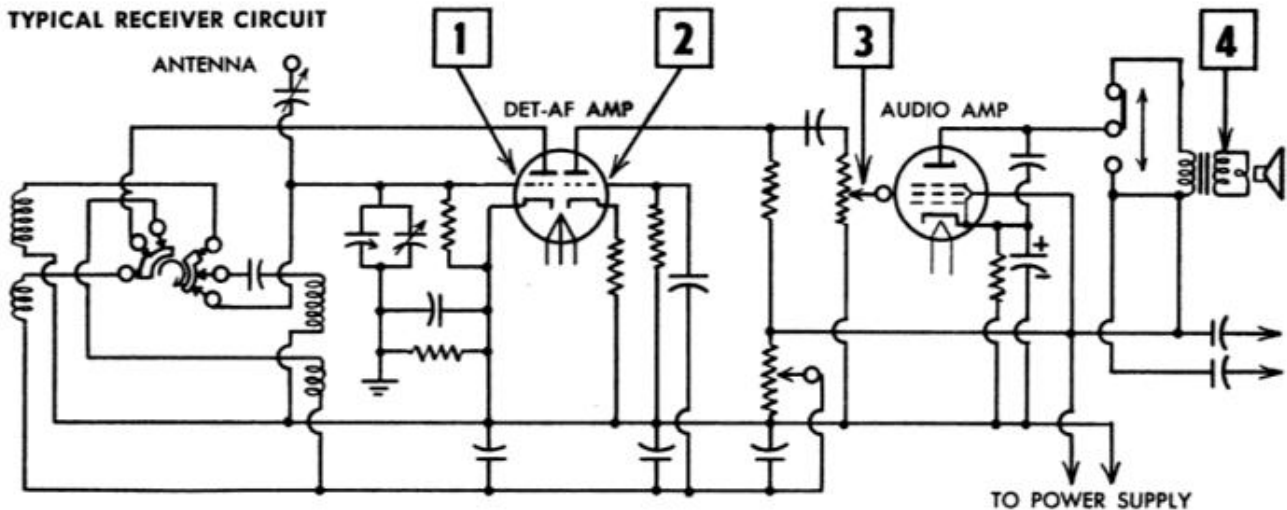 TYPICAL RECEIVER CIRCUIT
1
2
3
4
ANTENNA
DET-AF AMP
AUDIO AMP
+
-
TO POWER SUPPLY